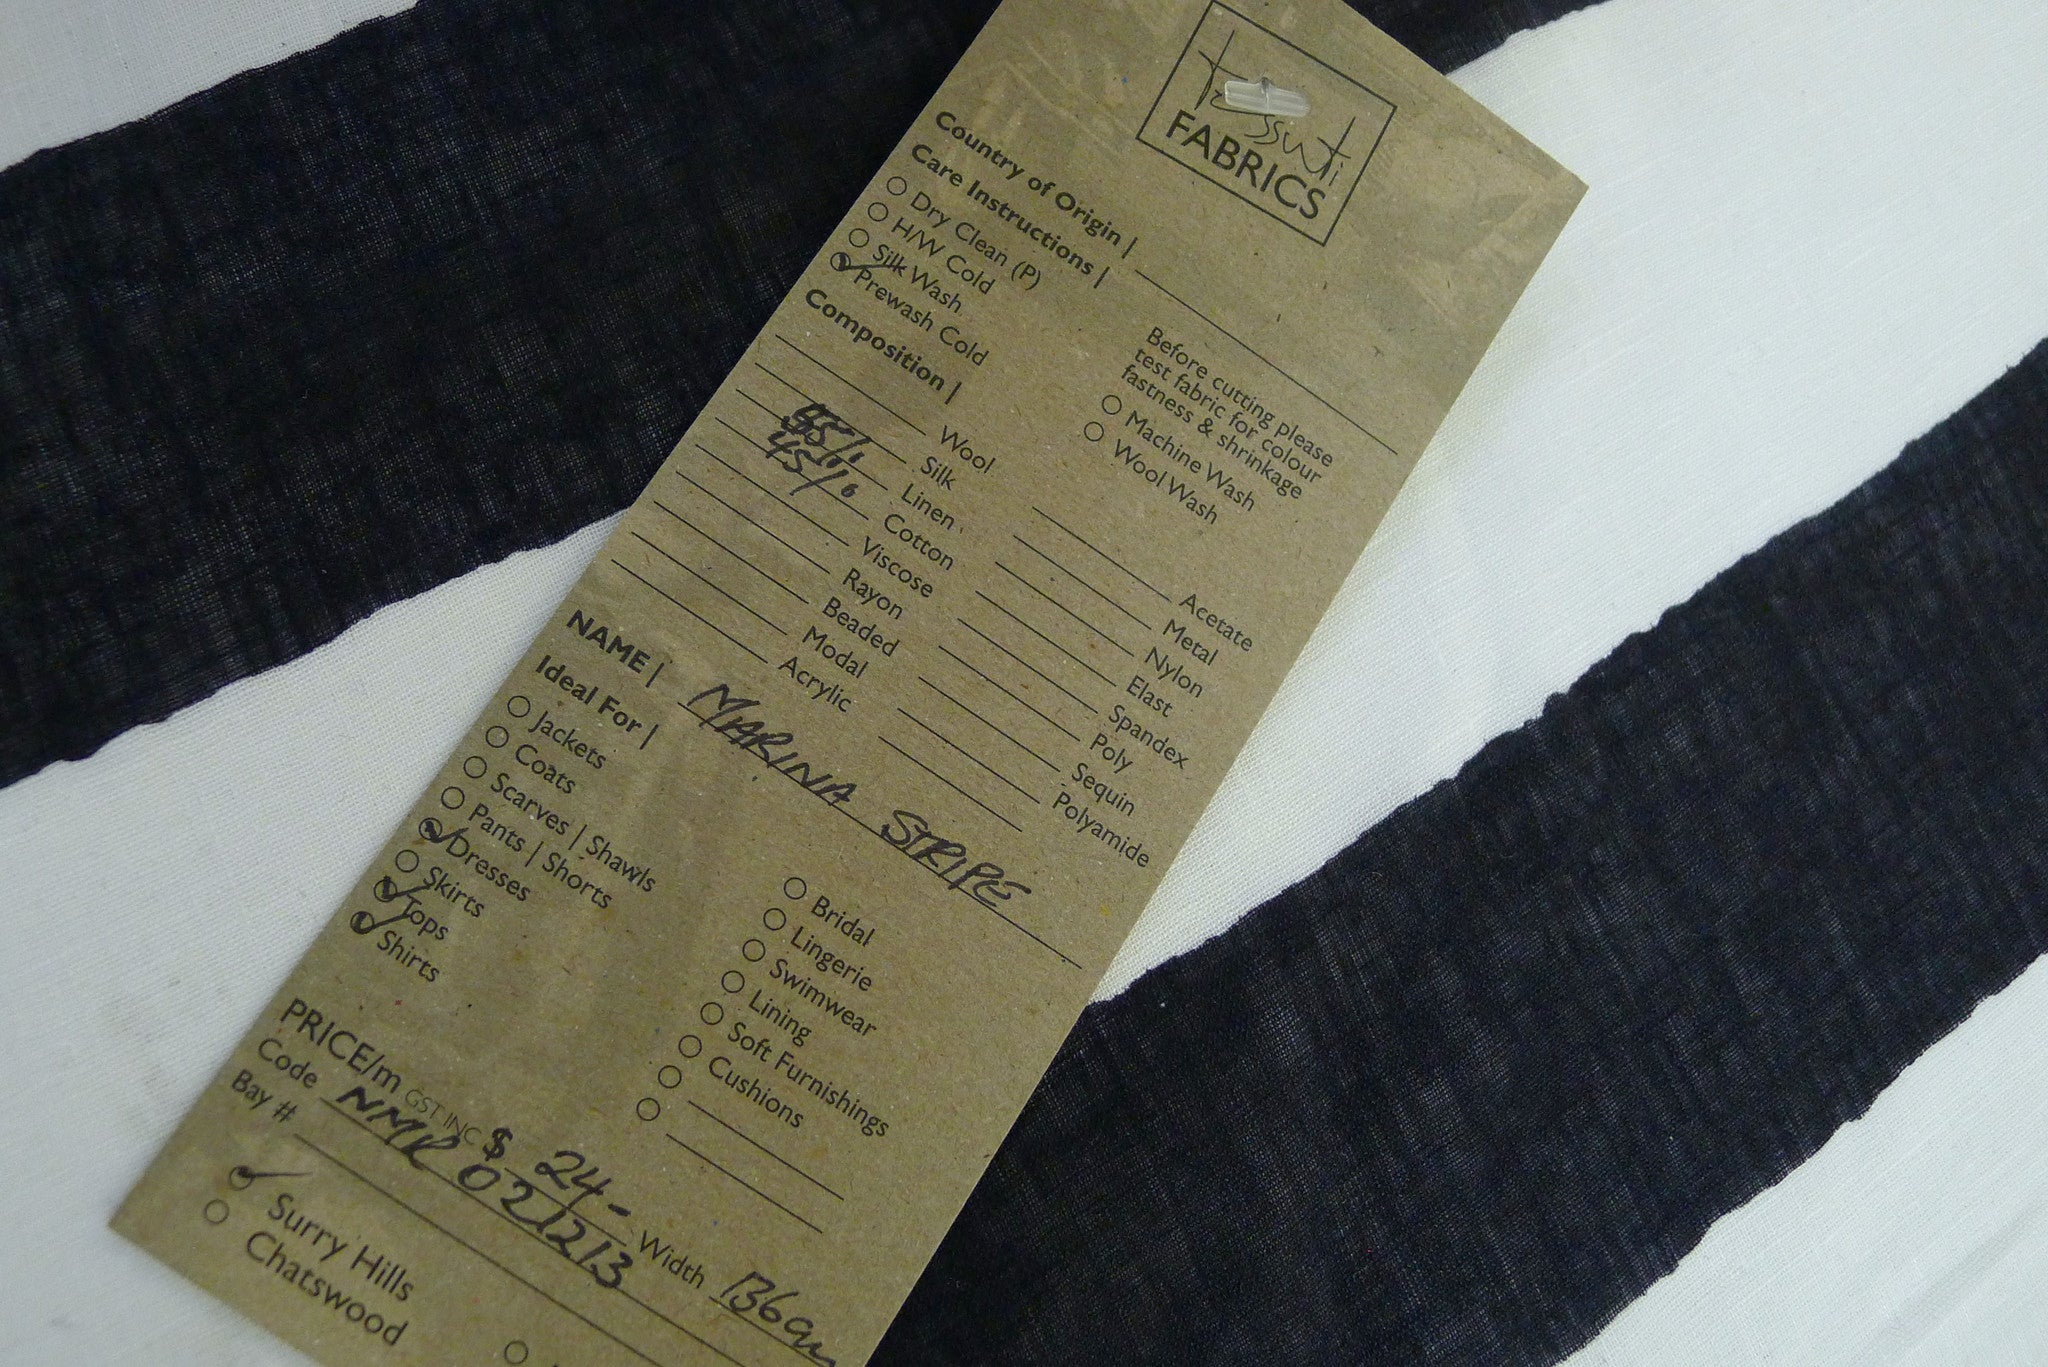 Tessuti
FABRICS
Country of Origin |
Care Instructions |
Dry Clean (P)
H/W Cold
Silk Wash
Prewash Cold
Before cutting please
test fabric for colour
fastness & shrinkage
Machine Wash
Wool Wash
Composition |
Wool
Silk
55% Linen
45% Cotton
Viscose
Rayon
Beaded
Modal
Acrylic
Acetate
Metal
Nylon
Elast
Spandex
Poly
Sequin
Polyamide
NAME | MARINA STRIPE
Ideal For |
Jackets
Coats
Scarves | Shawls
Pants | Shorts
Dresses
Skirts
Tops
Shirts
Bridal
Lingerie
Swimwear
Lining
Soft Furnishings
Cushions
PRICE/m GST INC $ 24-
Code NMR 021213 Width 136cm
Bay #
Surry Hills
Chatswood